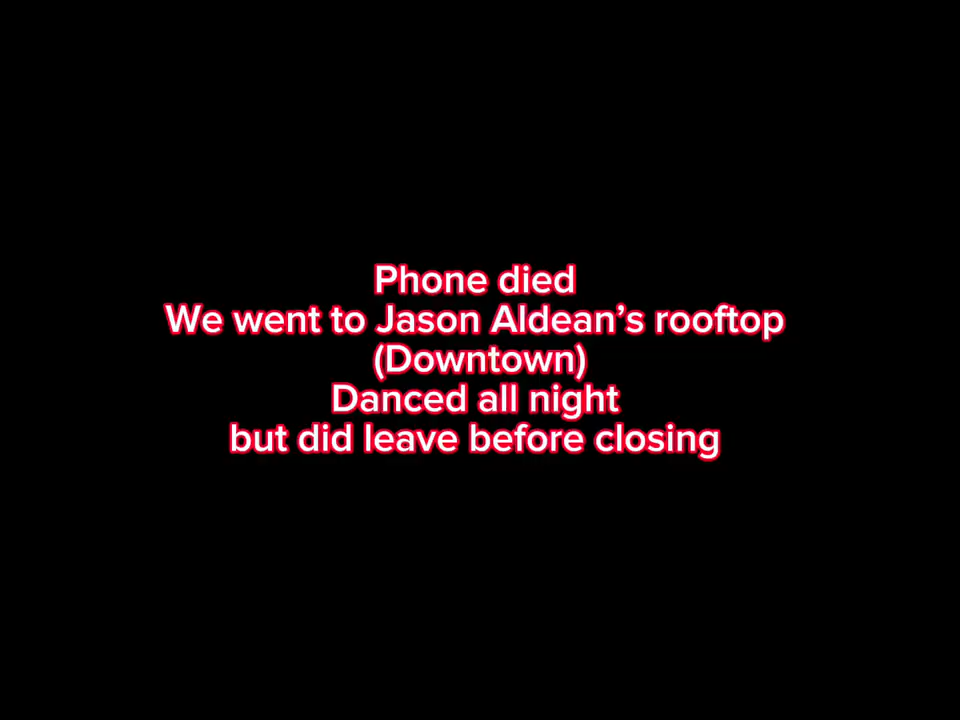 Phone died
We went to Jason Aldean’s rooftop
(Downtown)
Danced all night
but did leave before closing